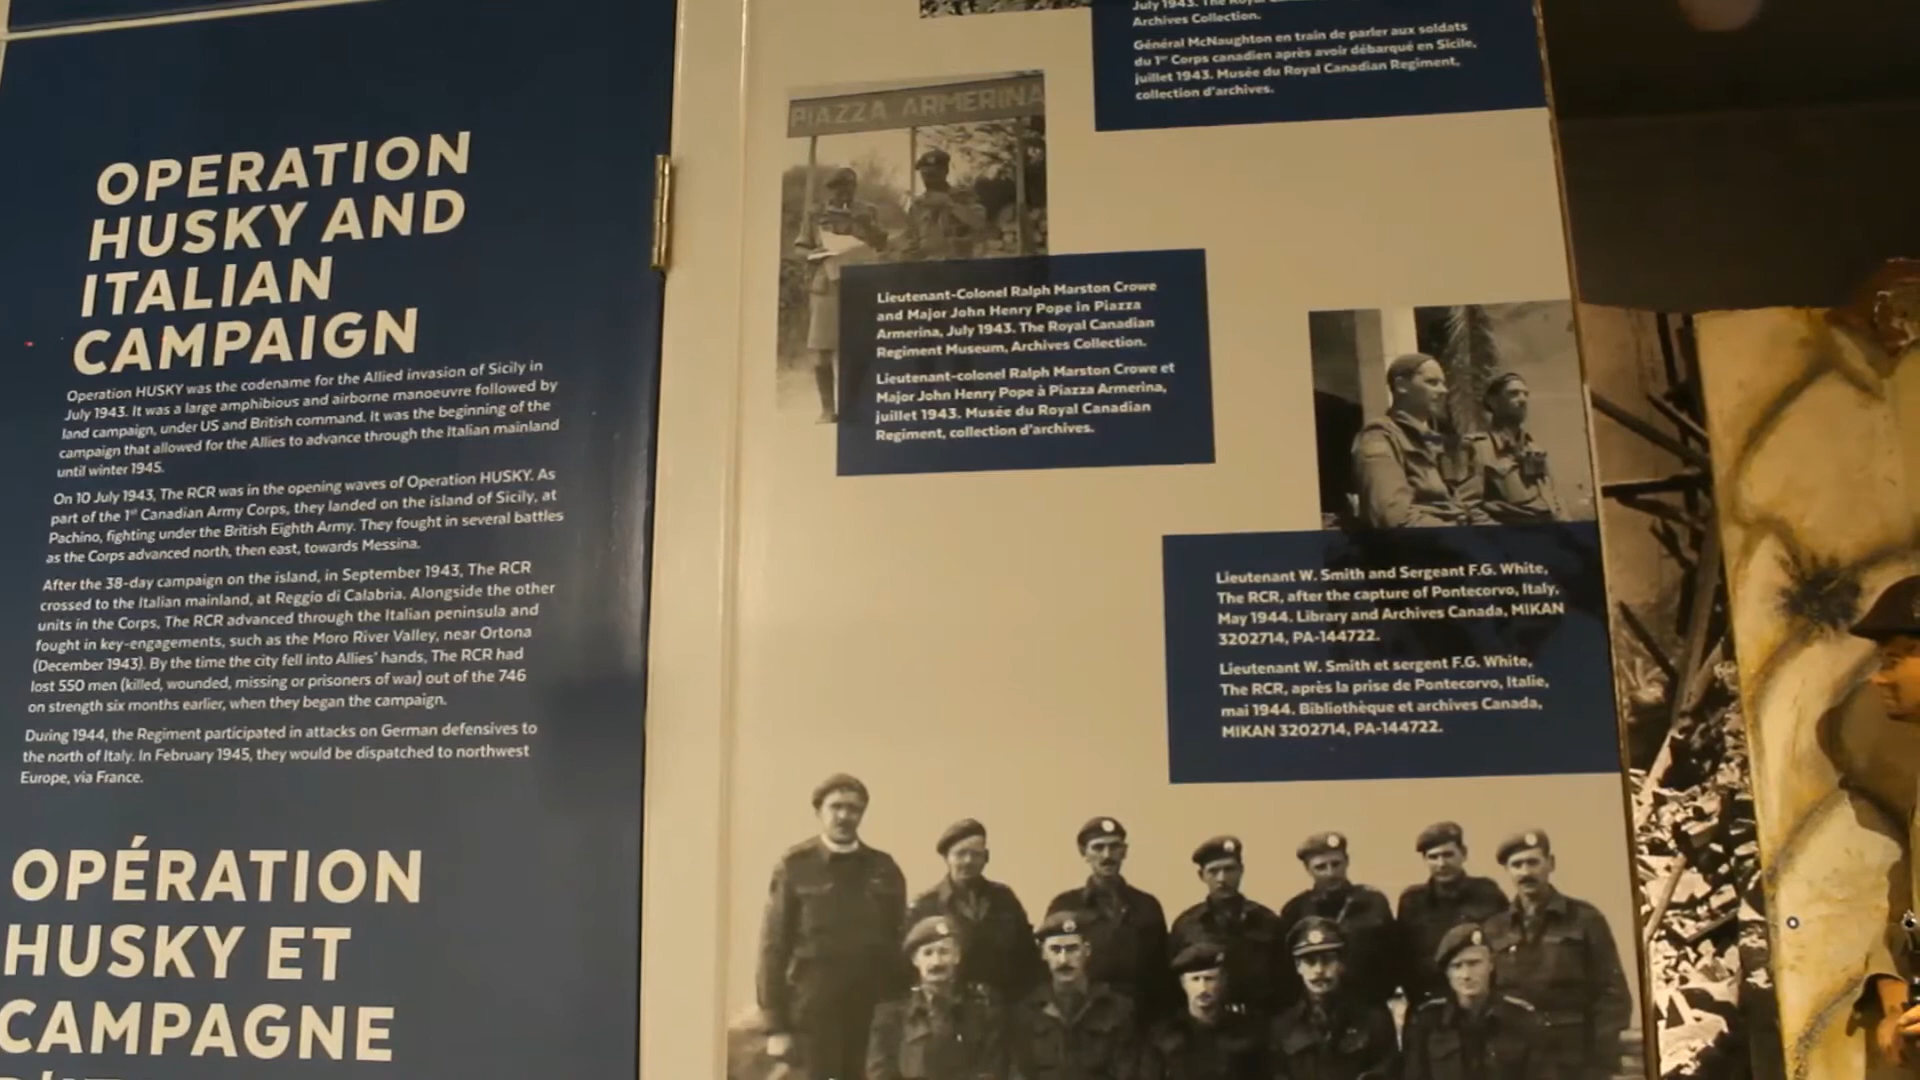 OPERATION
HUSKY AND
ITALIAN
CAMPAIGN
Operation HUSKY was the codename for the Allied invasion of Sicily in
July 1943. It was a large amphibious and airborne manoeuvre followed by
land campaign, under US and British command. It was the beginning of the
campaign that allowed for the Allies to advance through the Italian mainland
until winter 1945.
On 10 July 1943, The RCR was in the opening waves of Operation HUSKY. As
part of the 1st Canadian Army Corps, they landed on the island of Sicily, at
Pachino, fighting under the British Eighth Army. They fought in several battles
as the Corps advanced north, then east, towards Messina.
After the 38-day campaign on the island, in September 1943, The RCR
crossed to the Italian mainland, at Reggio di Calabria. Alongside the other
units in the Corps, The RCR advanced through the Italian peninsula and
fought in key-engagements, such as the Moro River Valley, near Ortona
(December 1943). By the time the city fell into Allies' hands, The RCR had
lost 550 men (killed, wounded, missing or prisoners of war) out of the 746
on strength six months earlier, when they began the campaign.
During 1944, the Regiment participated in attacks on German defensives to
the north of Italy. In February 1945, they would be dispatched to northwest
Europe, via France.
OPÉRATION
HUSKY ET
CAMPAGNE
July 1943. The Royal
Archives Collection.
Général McNaughton en train de parler aux soldats
du 1er Corps canadien après avoir débarqué en Sicile,
juillet 1943. Musée du Royal Canadian Regiment,
collection d'archives.
PIAZZA ARMERINA
Lieutenant-Colonel Ralph Marston Crowe
and Major John Henry Pope in Piazza
Armerina, July 1943. The Royal Canadian
Regiment Museum, Archives Collection.
Lieutenant-colonel Ralph Marston Crowe et
Major John Henry Pope à Piazza Armerina,
juillet 1943. Musée du Royal Canadian
Regiment, collection d'archives.
Lieutenant W. Smith and Sergeant F.G. White,
The RCR, after the capture of Pontecorvo, Italy,
May 1944. Library and Archives Canada, MIKAN
3202714, PA-144722.
Lieutenant W. Smith et sergent F.G. White,
The RCR, après la prise de Pontecorvo, Italie,
mai 1944. Bibliothèque et archives Canada,
MIKAN 3202714, PA-144722.